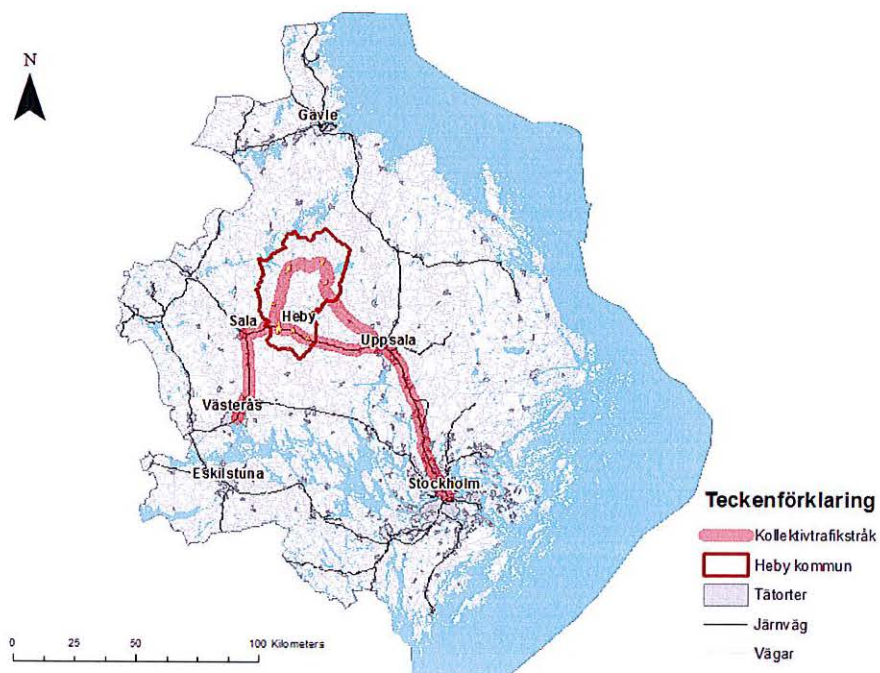 N
Gävle
Sala
Heby
Uppsala
Västerås
Eskilstuna
Stockholm
Teckenförklaring
Kollektivtrafikstråk
Heby kommun
Tätorter
Järnväg
Vägar
0 25 50 100 Kilometers